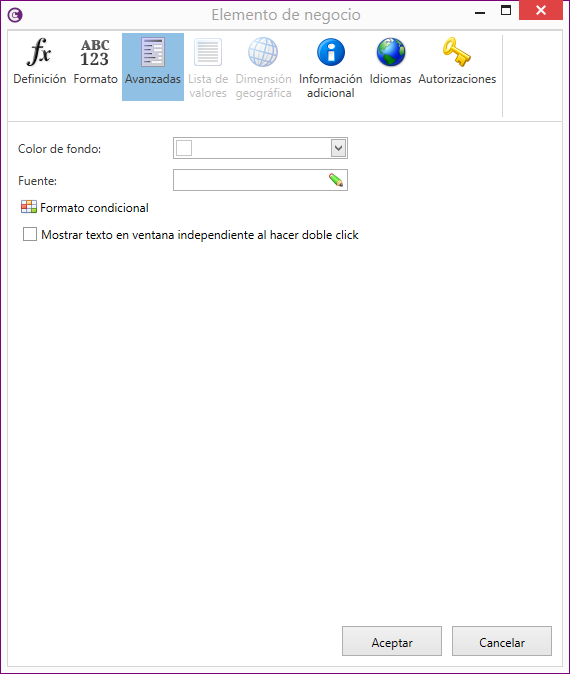 Elemento de negocio
fx
ABC
123
Definición
Formato
Avanzadas
Lista de
valores
Dimensión
geográfica
Información
adicional
Idiomas
Autorizaciones
Color de fondo:
Fuente:
Formato condicional
Mostrar texto en ventana independiente al hacer doble click
Aceptar
Cancelar